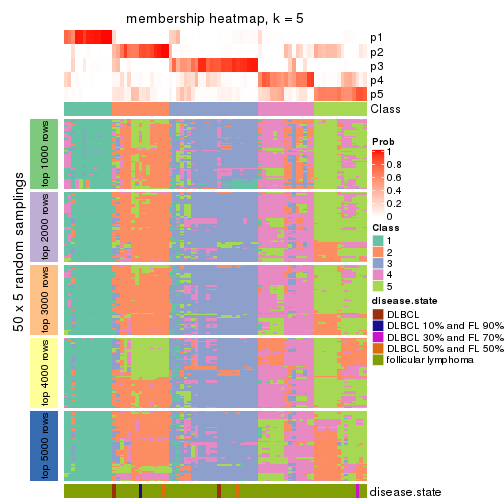 membership heatmap, k = 5
p1
p2
p3
p4
p5
Class
50 x 5 random samplings
top 1000 rows
top 2000 rows
top 3000 rows
top 4000 rows
top 5000 rows
Prob
1
0.8
0.6
0.4
0.2
0
Class
1
2
3
4
5
disease.state
DLBCL
DLBCL 10% and FL 90%
DLBCL 30% and FL 70%
DLBCL 50% and FL 50%
follicular lymphoma
disease.state